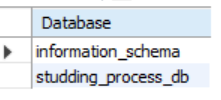 Database
information_schema
studding_process_db